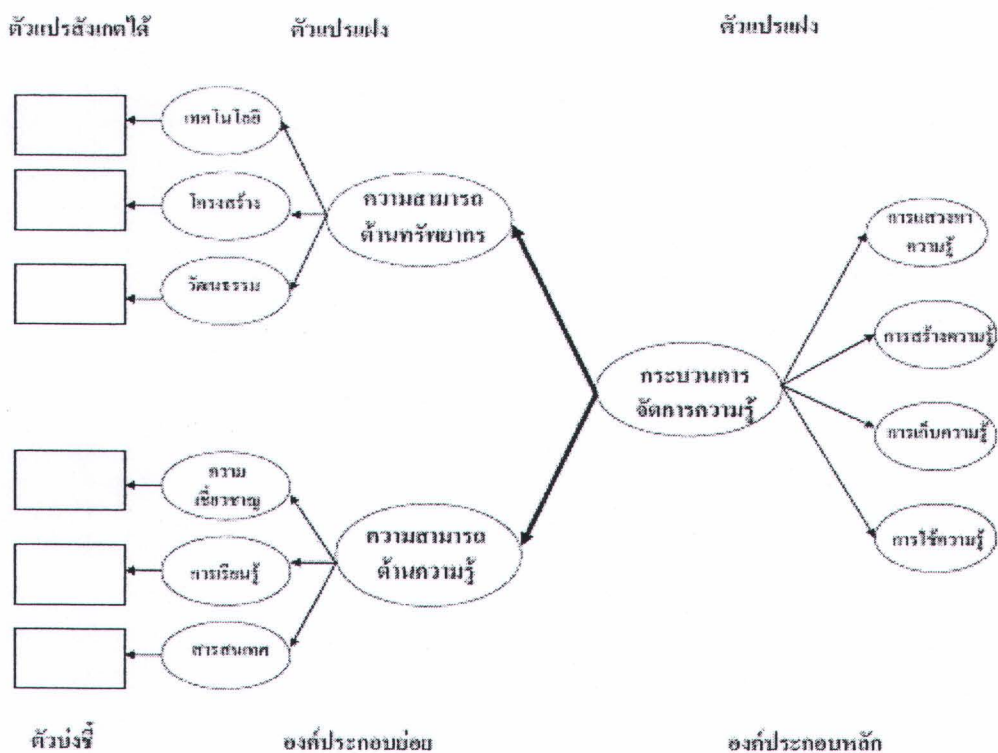 ตัวแปรสังเกตได้ ตัวแปรแฝง ตัวแปรแฝง
เทคโนโลยี
โครงสร้าง
วัฒนธรรม
ความสามารถ
ด้านทรัพยากร
การแสวงหา
ความรู้
การสร้างความรู้
กระบวนการ
จัดการความรู้
การเก็บความรู้
การใช้ความรู้
ความ
เชี่ยวชาญ
การเรียนรู้
สารสนเทศ
ความสามารถ
ด้านความรู้
ตัวบ่งชี้ องค์ประกอบย่อย องค์ประกอบหลัก